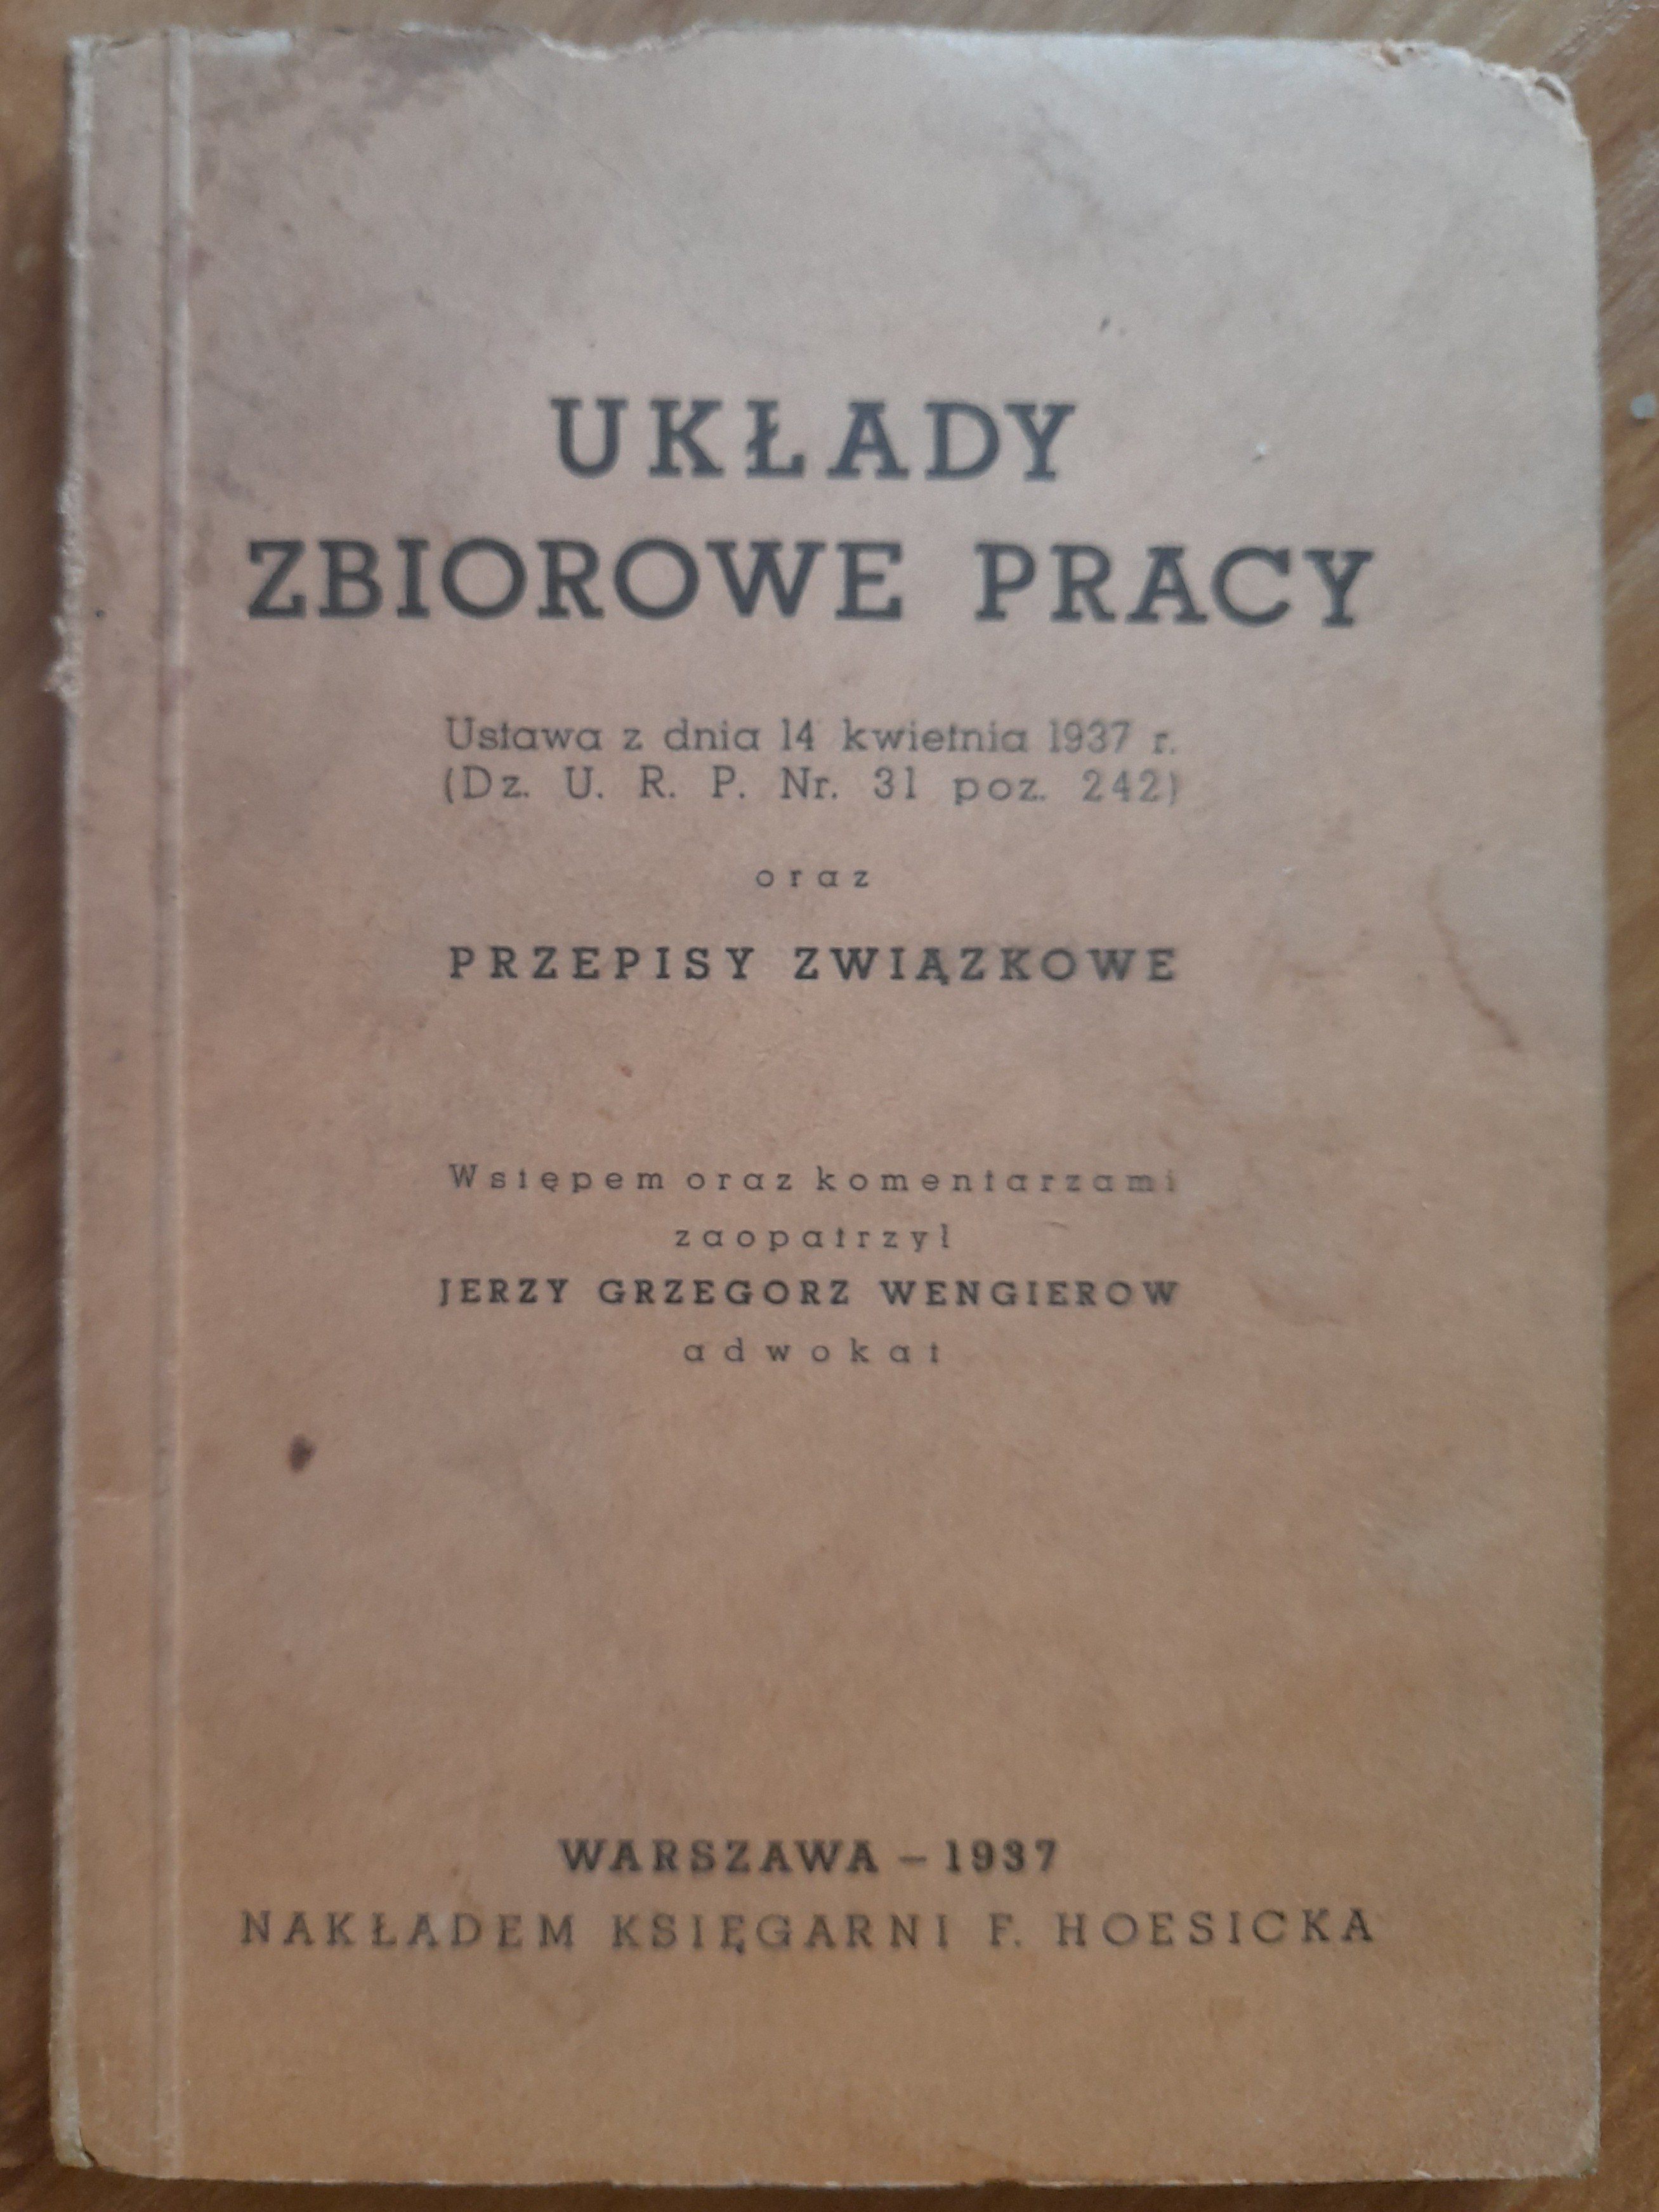 UKŁADY
ZBIOROWE PRACY
Ustawa z dnia 14 kwietnia 1937 r.
(Dz. U. R. P. Nr. 31 poz. 242)
oraz
PRZEPISY ZWIĄZKOWE
Wstępem oraz komentarzami
zaopatrzył
JERZY GRZEGORZ WENGIEROW
adwokat
WARSZAWA – 1937
NAKŁADEM KSIĘGARNI F. HOESICKA